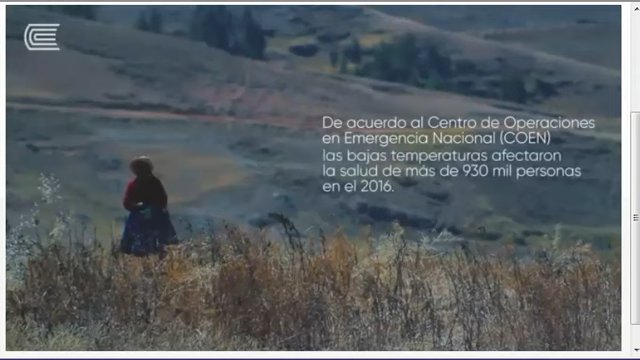 De acuerdo al Centro de Operaciones
en Emergencia Nacional (COEN)
las bajas temperaturas afectaron
la salud de más de 930 mil personas
en el 2016.